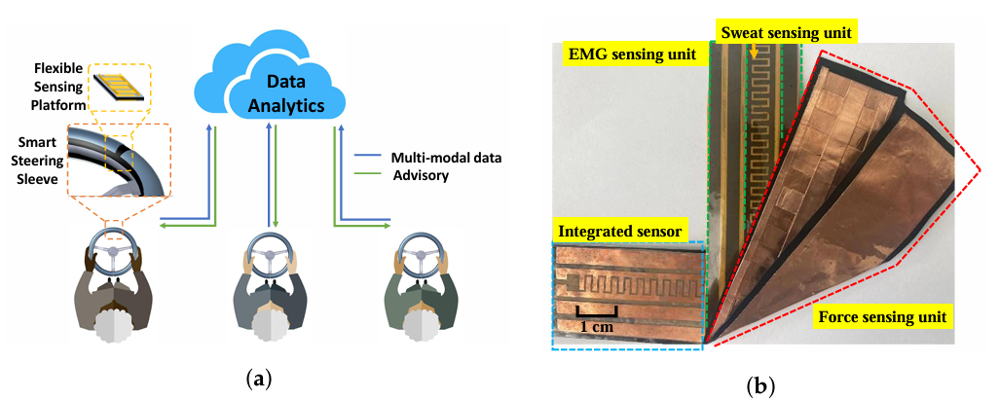 Flexible
Sensing
Platform
Smart
Steering
Sleeve
Data
Analytics
Multi-modal data
Advisory
(a)
Sweat sensing unit
EMG sensing unit
Integrated sensor
1 cm
Force sensing unit
(b)